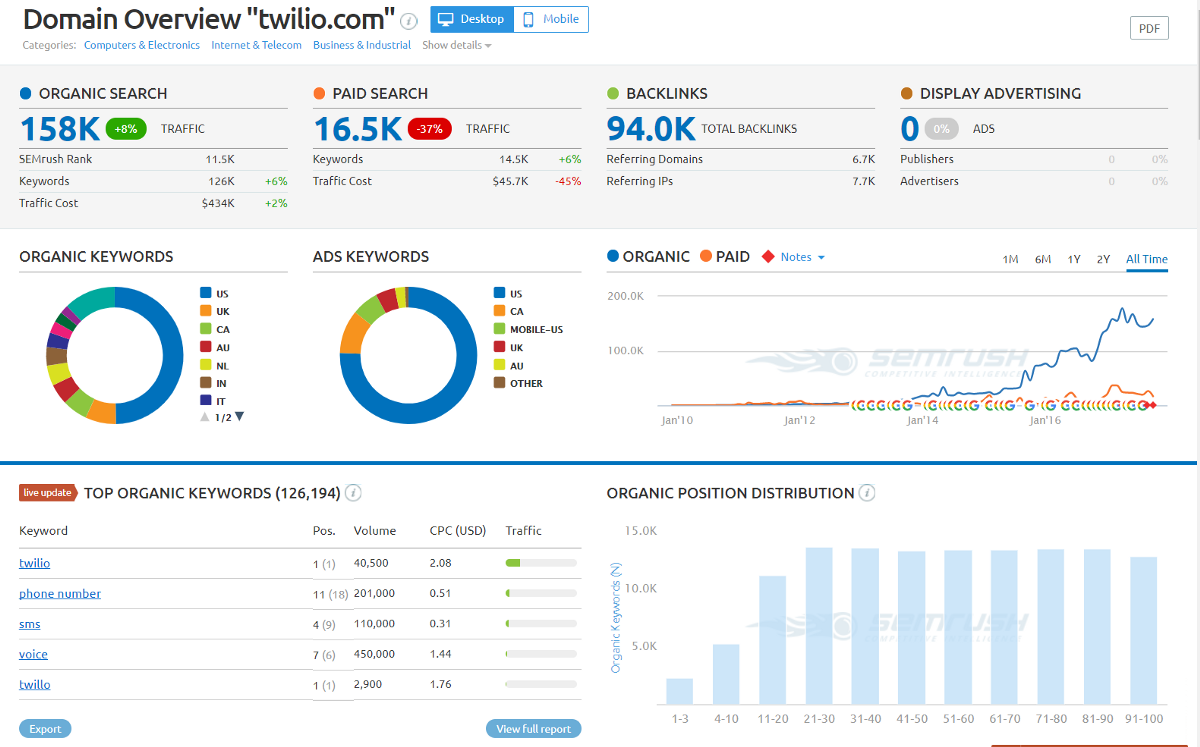 Domain Overview "twilio.com" i Desktop Mobile
PDF
Categories: Computers & Electronics Internet & Telecom Business & Industrial Show details
ORGANIC SEARCH
158K +8% TRAFFIC
SEMrush Rank 11.5K
Keywords 126K +6%
Traffic Cost $434K +2%
PAID SEARCH
16.5K -37% TRAFFIC
Keywords 14.5K +6%
Traffic Cost $45.7K -45%
BACKLINKS
94.0K TOTAL BACKLINKS
Referring Domains 6.7K
Referring IPs 7.7K
DISPLAY ADVERTISING
0 0% ADS
Publishers 0 0%
Advertisers 0 0%
ORGANIC KEYWORDS
US
UK
CA
AU
NL
IN
IT
1/2
ADS KEYWORDS
US
CA
MOBILE-US
UK
AU
OTHER
ORGANIC PAID Notes
1M 6M 1Y 2Y All Time
200.0K
100.0K
semrush
COMPETITIVE INTELLIGENCE
Jan'10 Jan'12 Jan'14 Jan'16
live update TOP ORGANIC KEYWORDS (126,194) i
Keyword Pos. Volume CPC (USD) Traffic
twilio 1 (1) 40,500 2.08
phone number 11 (18) 201,000 0.51
sms 4 (9) 110,000 0.31
voice 7 (6) 450,000 1.44
twillo 1 (1) 2,900 1.76
Export View full report
ORGANIC POSITION DISTRIBUTION i
Organic Keywords (N)
15.0K
10.0K
5.0K
semrush
COMPETITIVE INTELLIGENCE
1-3 4-10 11-20 21-30 31-40 41-50 51-60 61-70 71-80 81-90 91-100